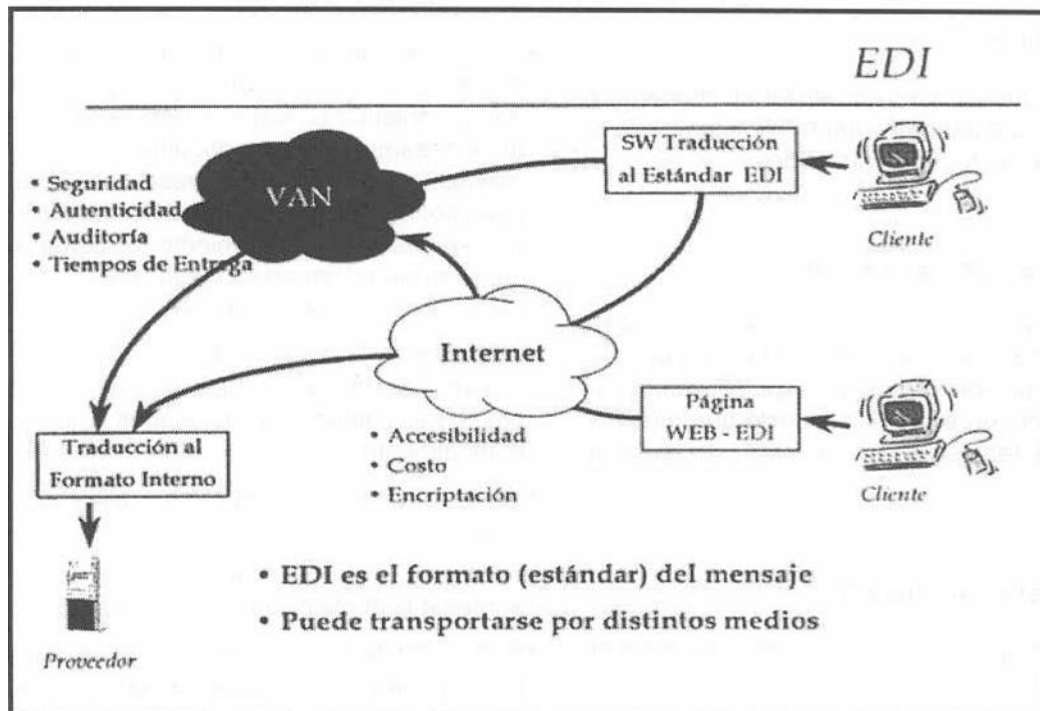 EDI
SW Traducción
al Estándar EDI
Cliente
VAN
• Seguridad
• Autenticidad
• Auditoría
• Tiempos de Entrega
Internet
Página
WEB - EDI
Cliente
• Accesibilidad
• Costo
• Encriptación
Traducción al
Formato Interno
Proveedor
• EDI es el formato (estándar) del mensaje
• Puede transportarse por distintos medios